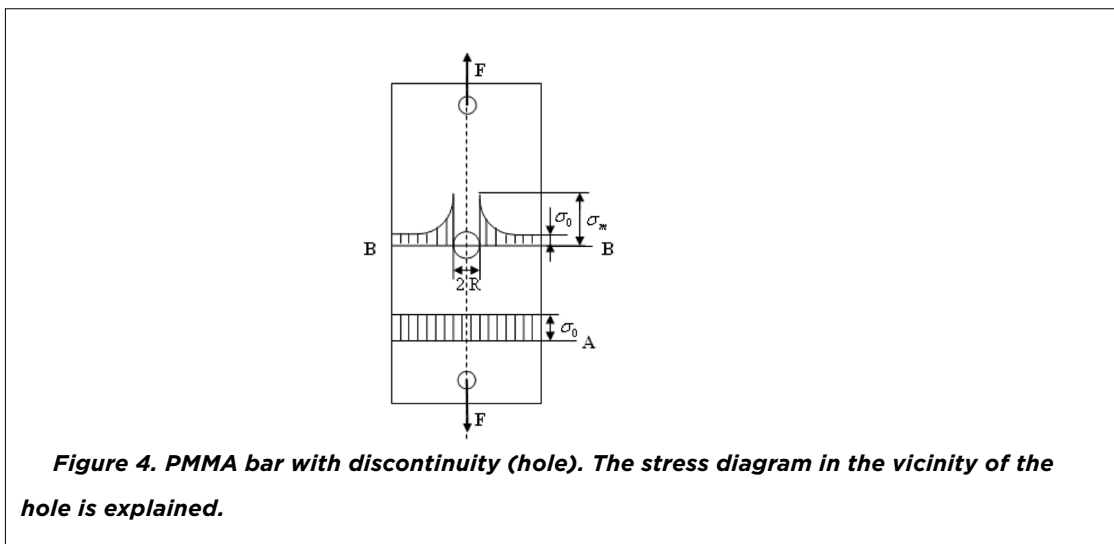 F
σ₀
σₘ
B
B
2 R
σ₀
A
F
Figure 4. PMMA bar with discontinuity (hole). The stress diagram in the vicinity of the
hole is explained.